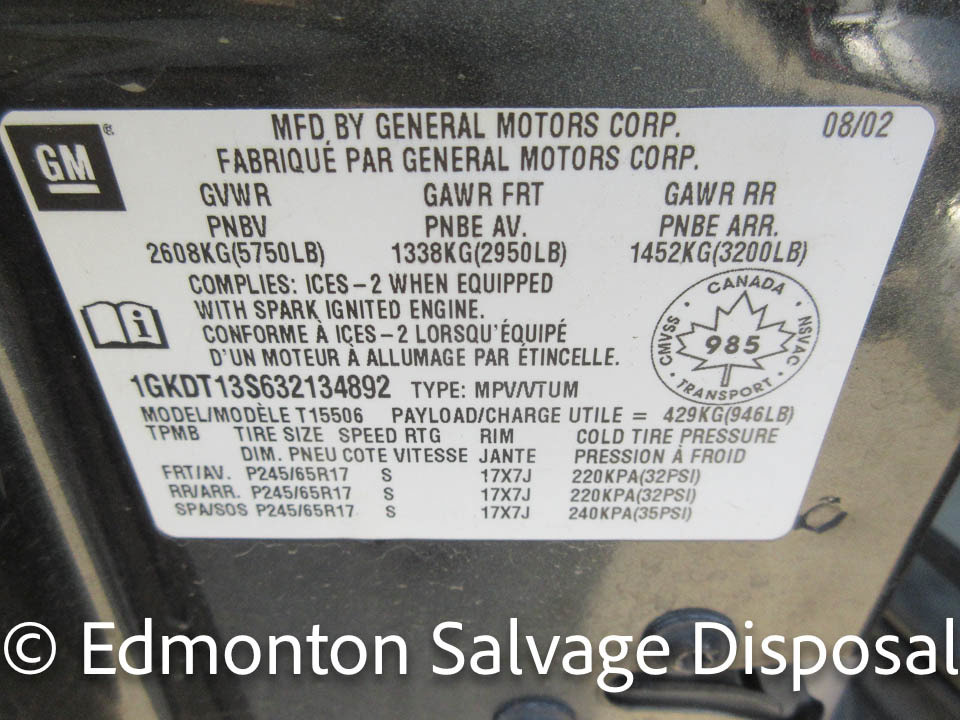 GM ®
MFD BY GENERAL MOTORS CORP. 08/02
FABRIQUÉ PAR GENERAL MOTORS CORP.
GVWR GAWR FRT GAWR RR
PNBV PNBE AV. PNBE ARR.
2608KG(5750LB) 1338KG(2950LB) 1452KG(3200LB)
COMPLIES: ICES-2 WHEN EQUIPPED
WITH SPARK IGNITED ENGINE.
CONFORME À ICES-2 LORSQU'ÉQUIPÉ
D'UN MOTEUR À ALLUMAGE PAR ÉTINCELLE.
CANADA
CMVSS 985 NSVAC
TRANSPORT
1GKDT13S632134892 TYPE: MPV/VTUM
MODEL/MODÈLE T15506 PAYLOAD/CHARGE UTILE = 429KG(946LB)
TPMB TIRE SIZE SPEED RTG RIM COLD TIRE PRESSURE
DIM. PNEU COTE VITESSE JANTE PRESSION À FROID
FRT/AV. P245/65R17 S 17X7J 220KPA(32PSI)
RR/ARR. P245/65R17 S 17X7J 220KPA(32PSI)
SPA/SOS P245/65R17 S 17X7J 240KPA(35PSI)
© Edmonton Salvage Disposal